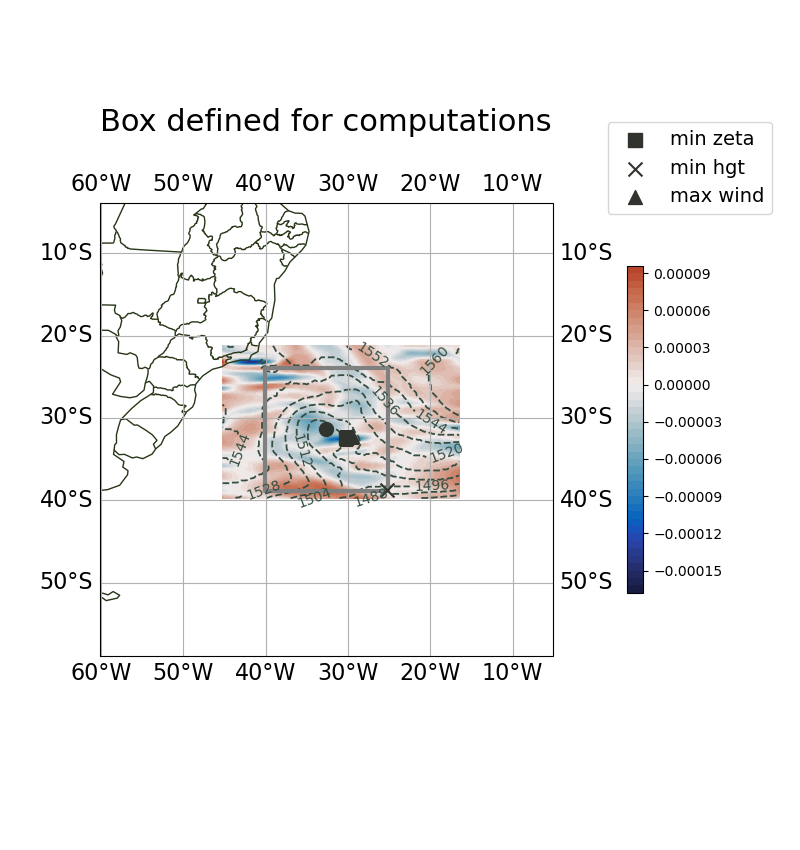 Box defined for computations
min zeta
min hgt
max wind
60°W 50°W 40°W 30°W 20°W 10°W
10°S 10°S
20°S 20°S
30°S 30°S
40°S 40°S
50°S 50°S
60°W 50°W 40°W 30°W 20°W 10°W
0.00009
0.00006
0.00003
0.00000
−0.00003
−0.00006
−0.00009
−0.00012
−0.00015
1552
1560
1544
1544
1512
1520
1528
1504
1496